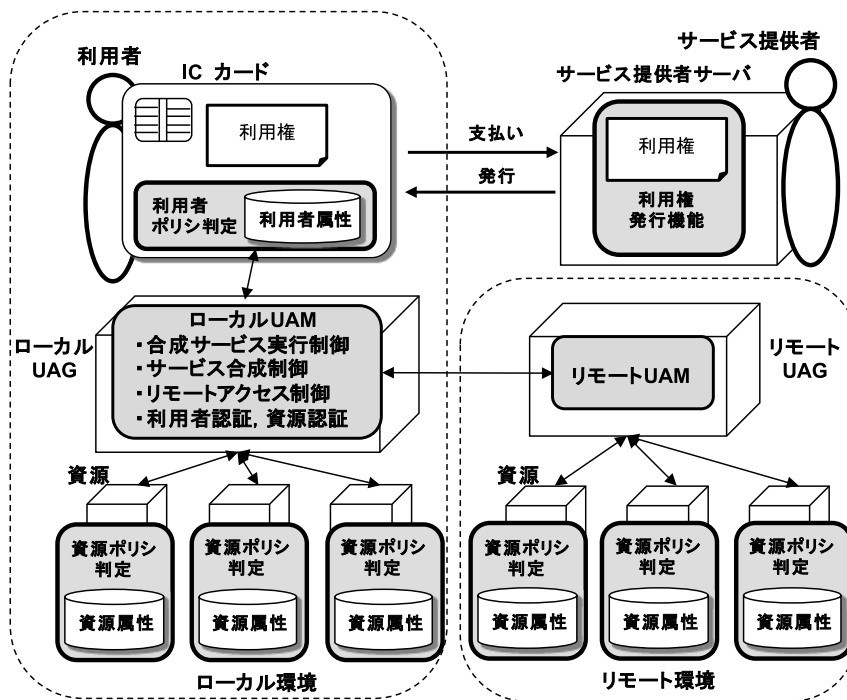 利用者
IC カード
利用権
利用者
ポリシ判定
利用者属性
支払い
発行
サービス提供者
サービス提供者サーバ
利用権
利用権
発行機能
ローカル
UAG
ローカルUAM
・合成サービス実行制御
・サービス合成制御
・リモートアクセス制御
・利用者認証, 資源認証
リモートUAM
リモート
UAG
資源
資源ポリシ
判定
資源属性
資源ポリシ
判定
資源属性
資源ポリシ
判定
資源属性
ローカル環境
資源
資源ポリシ
判定
資源属性
資源ポリシ
判定
資源属性
資源ポリシ
判定
資源属性
リモート環境